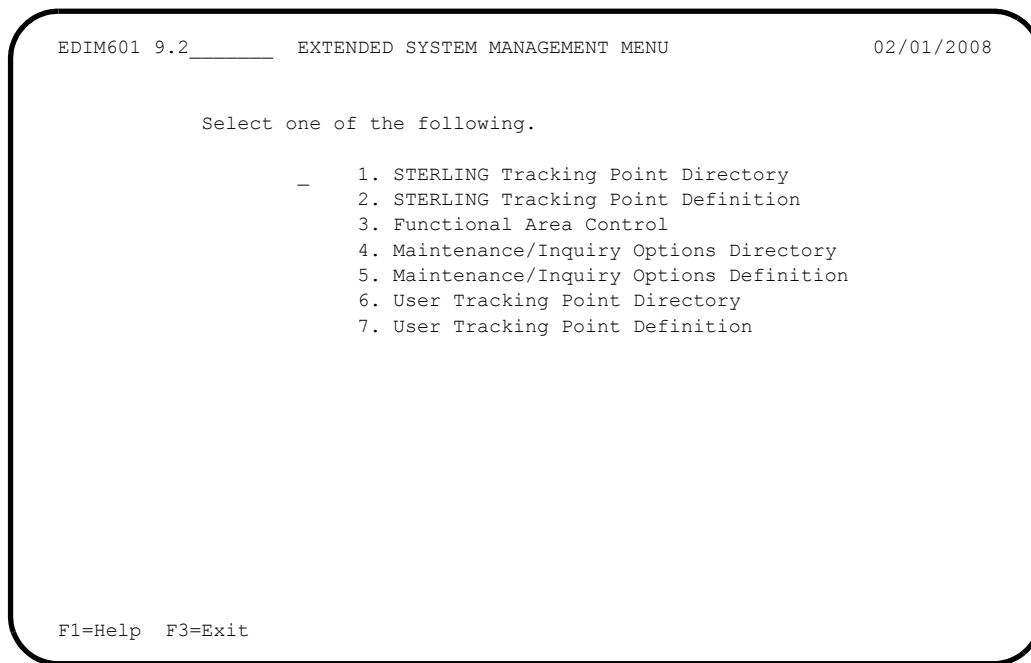 EDIM601 9.2_______ EXTENDED SYSTEM MANAGEMENT MENU 02/01/2008
Select one of the following.
_ 1. STERLING Tracking Point Directory
2. STERLING Tracking Point Definition
3. Functional Area Control
4. Maintenance/Inquiry Options Directory
5. Maintenance/Inquiry Options Definition
6. User Tracking Point Directory
7. User Tracking Point Definition
F1=Help F3=Exit